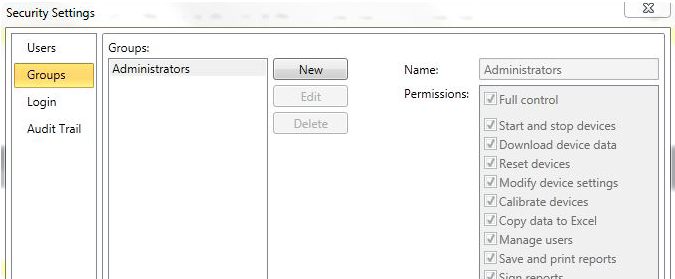 Security Settings
Users
Groups
Login
Audit Trail
Groups:
Administrators
New
Edit
Delete
Name: Administrators
Permissions:
Full control
Start and stop devices
Download device data
Reset devices
Modify device settings
Calibrate devices
Copy data to Excel
Manage users
Save and print reports
Sign reports